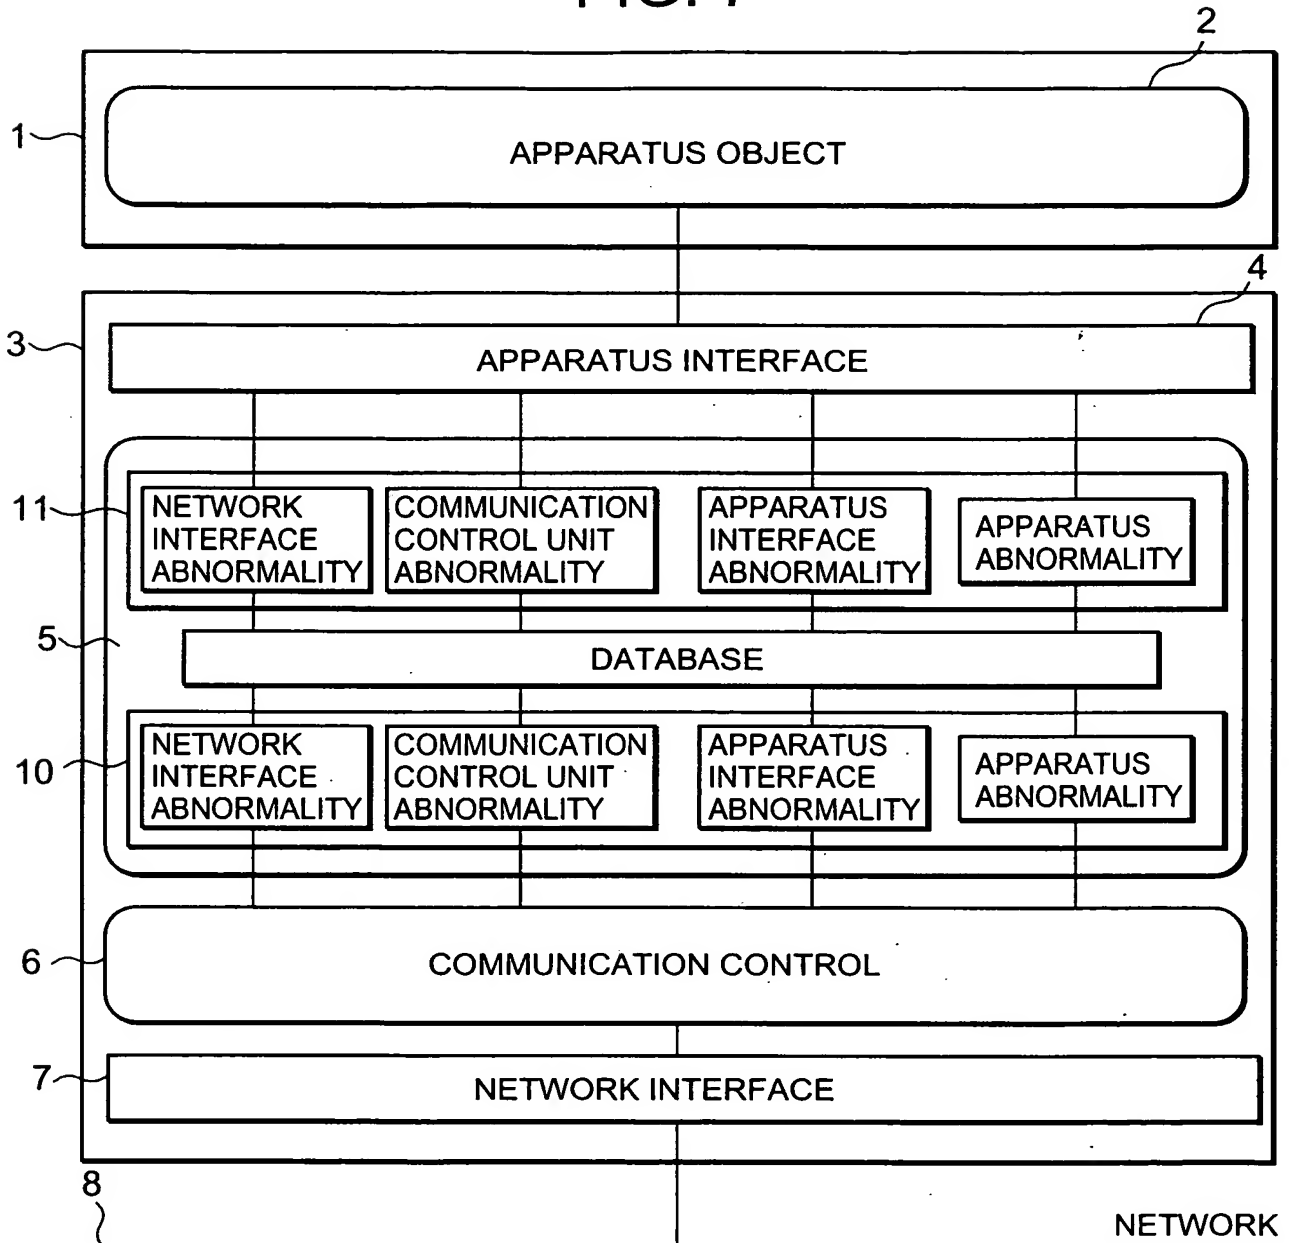 2
1
APPARATUS OBJECT
4
3
APPARATUS INTERFACE
11
NETWORK
INTERFACE
ABNORMALITY
COMMUNICATION
CONTROL UNIT
ABNORMALITY
APPARATUS
INTERFACE
ABNORMALITY
APPARATUS
ABNORMALITY
5
DATABASE
10
NETWORK
INTERFACE
ABNORMALITY
COMMUNICATION
CONTROL UNIT
ABNORMALITY
APPARATUS
INTERFACE
ABNORMALITY
APPARATUS
ABNORMALITY
6
COMMUNICATION CONTROL
7
NETWORK INTERFACE
8
NETWORK